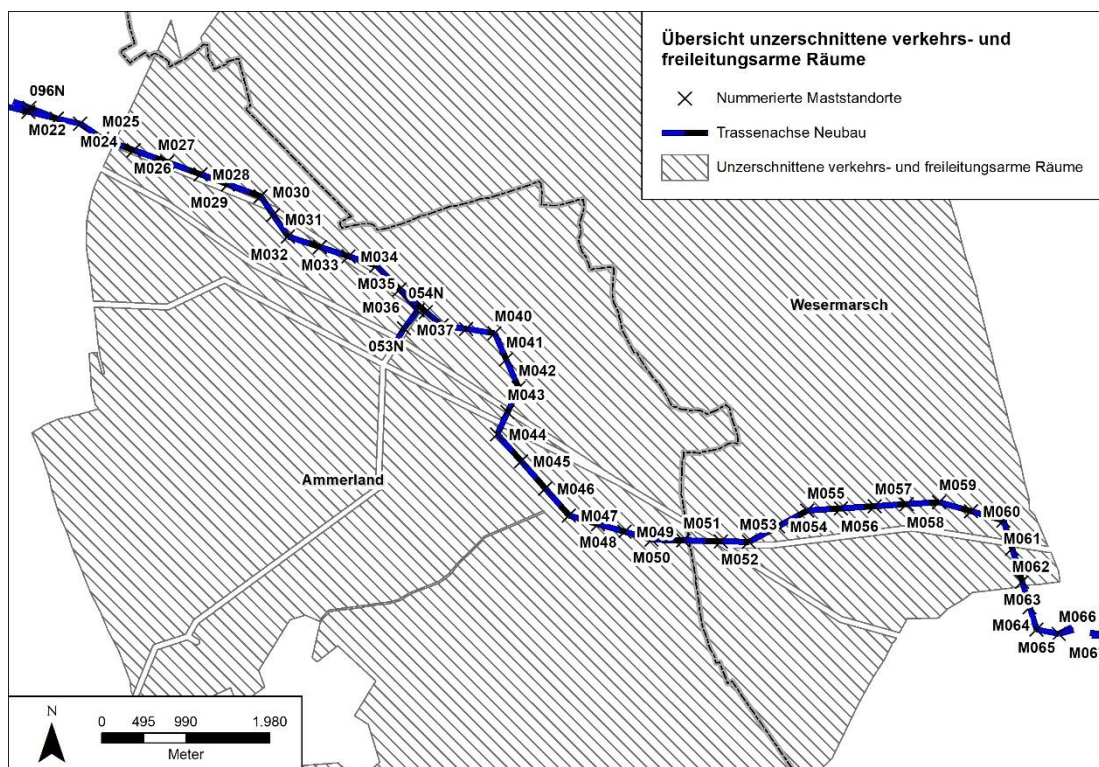 Übersicht unzerschnittene verkehrs- und
freileitungsarme Räume
Nummerierte Maststandorte
Trassenachse Neubau
Unzerschnittene verkehrs- und freileitungsarme Räume
096N
M022
M025
M024
M027
M026
M028
M029
M030
M031
M032
M033
M034
M035
054N
M036
M037
053N
M040
M041
M042
M043
M044
M045
M046
M047
M048
M049
M050
M051
M052
M053
M054
M055
M056
M057
M058
M059
M060
M061
M062
M063
M064
M065
M066
M067
Wesermarsch
Ammerland
N
0 495 990 1.980
Meter